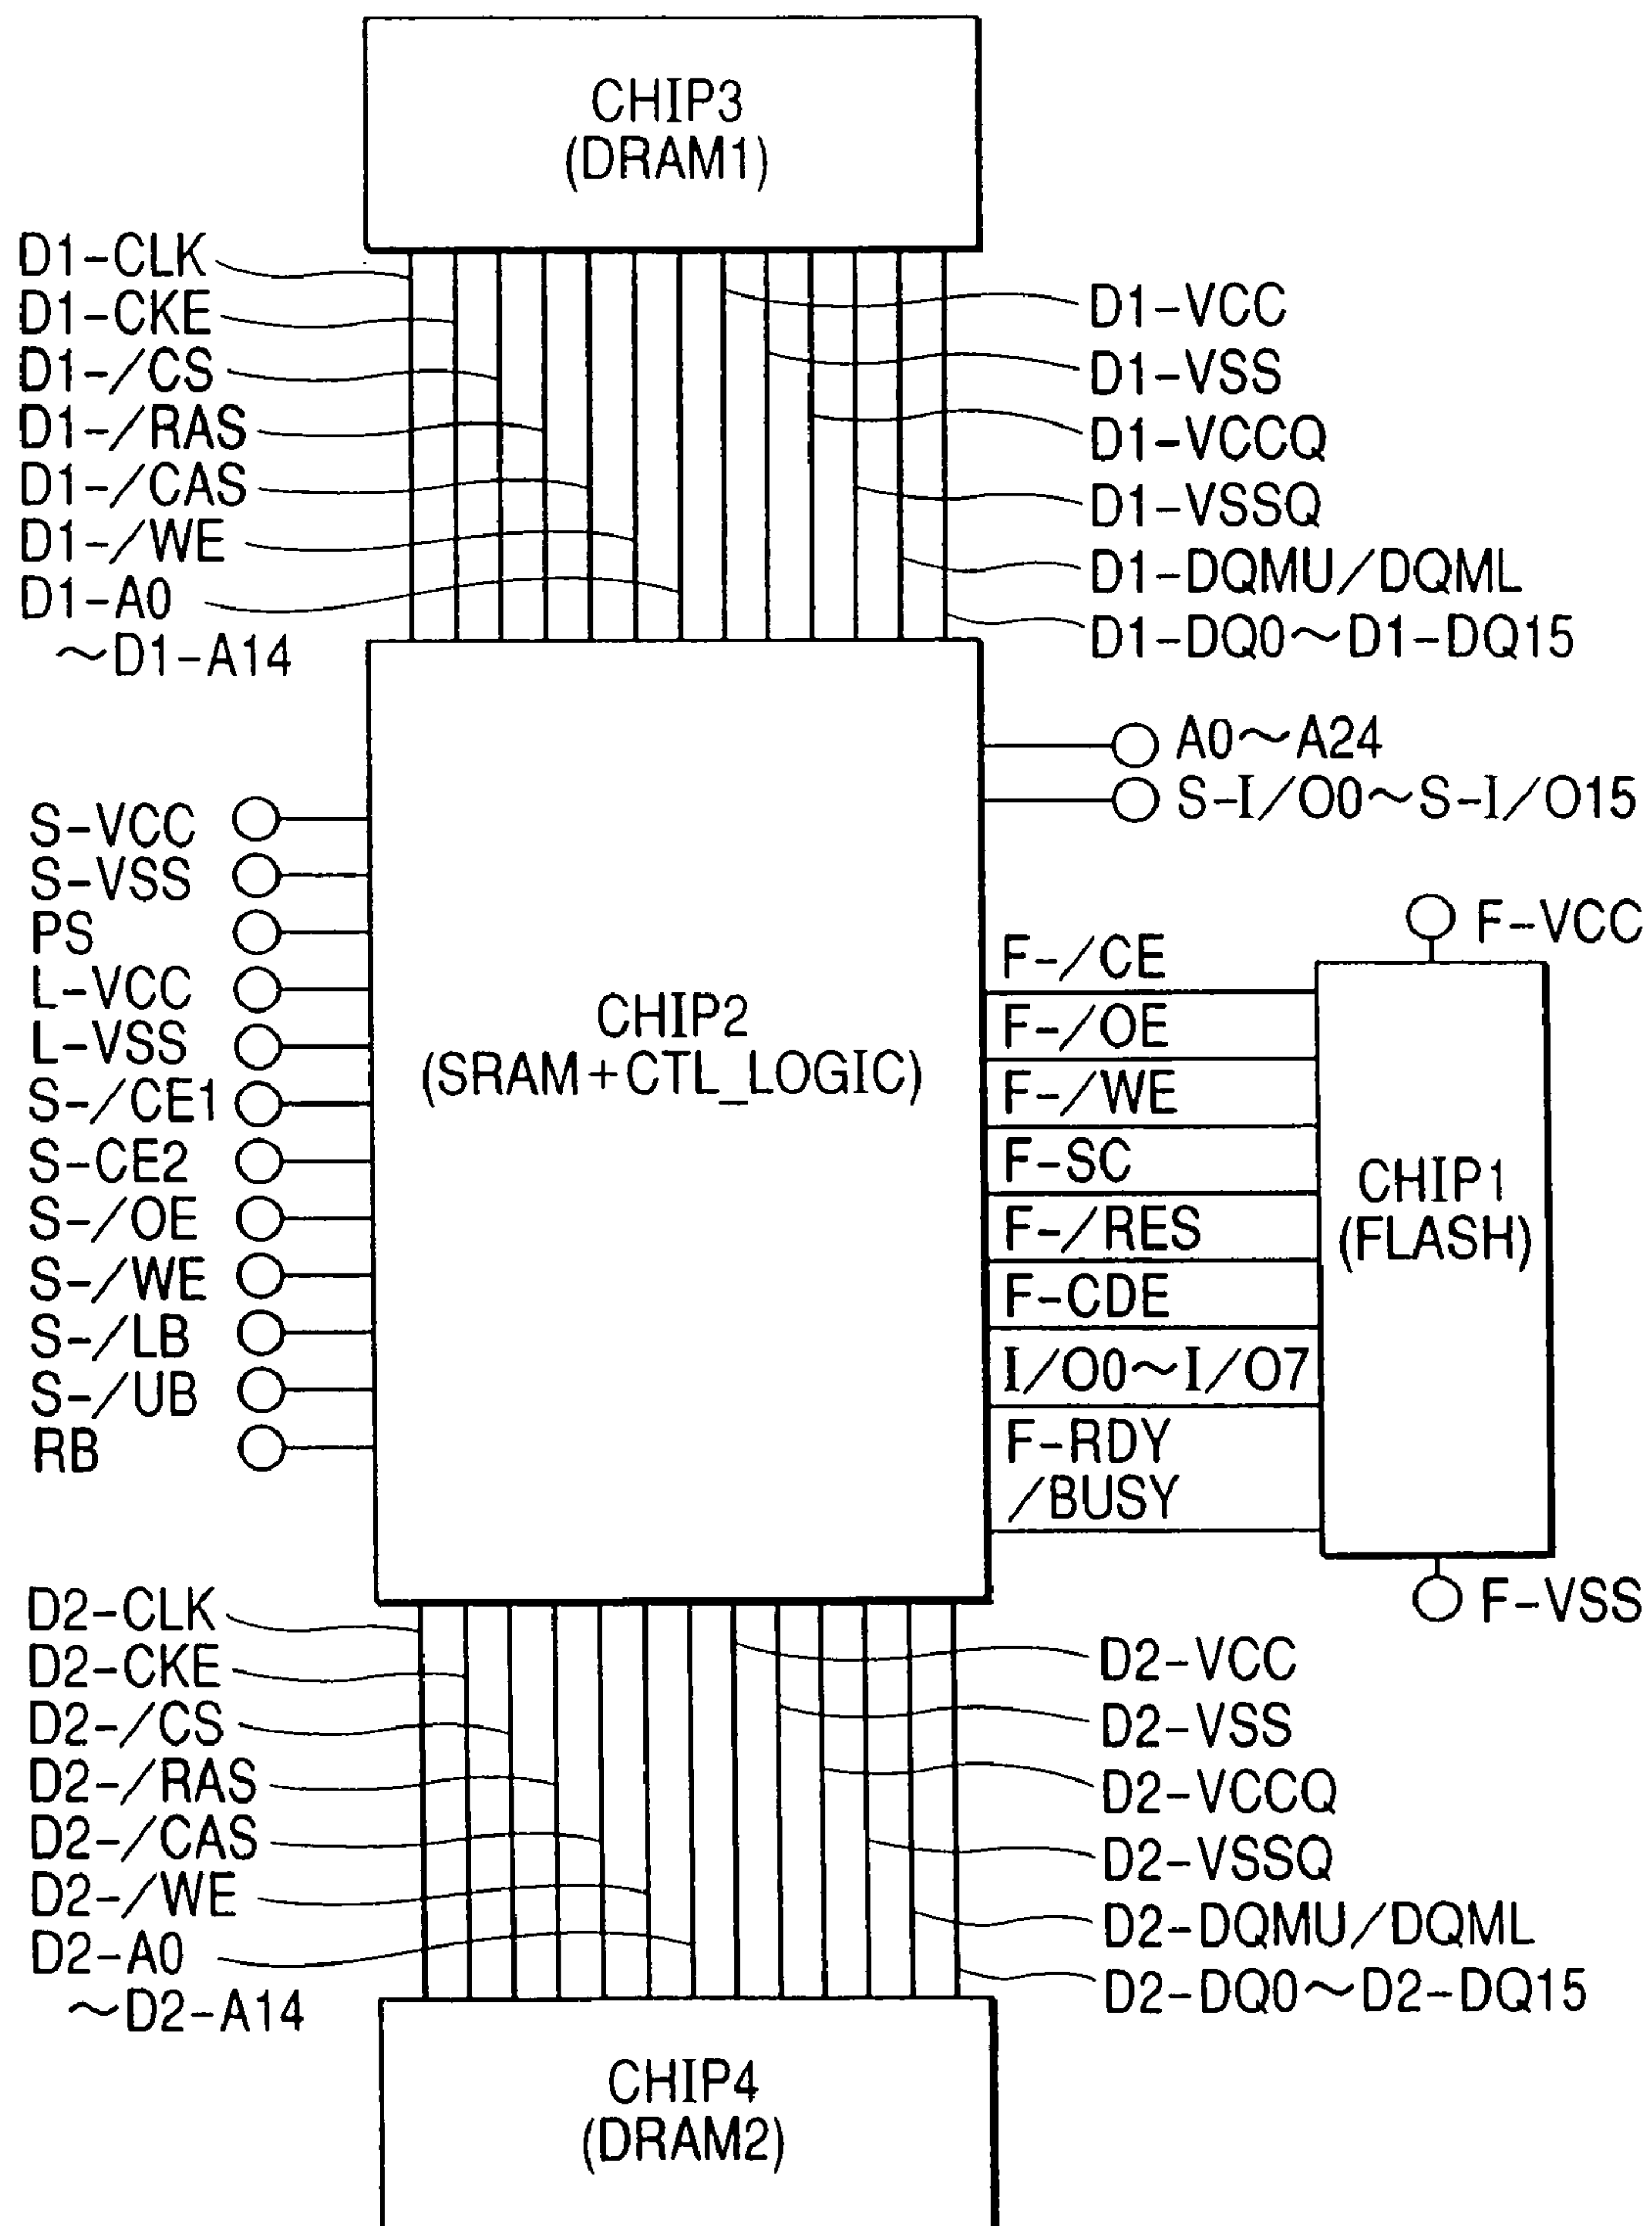 CHIP3
(DRAM1)
D1-CLK
D1-CKE
D1-/CS
D1-/RAS
D1-/CAS
D1-/WE
D1-A0
～D1-A14
D1-VCC
D1-VSS
D1-VCCQ
D1-VSSQ
D1-DQMU/DQML
D1-DQ0～D1-DQ15
A0～A24
S-I/O0～S-I/O15
S-VCC
S-VSS
PS
L-VCC
L-VSS
S-/CE1
S-CE2
S-/OE
S-/WE
S-/LB
S-/UB
RB
CHIP2
(SRAM+CTL_LOGIC)
F-/CE
F-/OE
F-/WE
F-SC
F-/RES
F-CDE
I/O0～I/O7
F-RDY
/BUSY
F-VCC
CHIP1
(FLASH)
F-VSS
D2-CLK
D2-CKE
D2-/CS
D2-/RAS
D2-/CAS
D2-/WE
D2-A0
～D2-A14
D2-VCC
D2-VSS
D2-VCCQ
D2-VSSQ
D2-DQMU/DQML
D2-DQ0～D2-DQ15
CHIP4
(DRAM2)